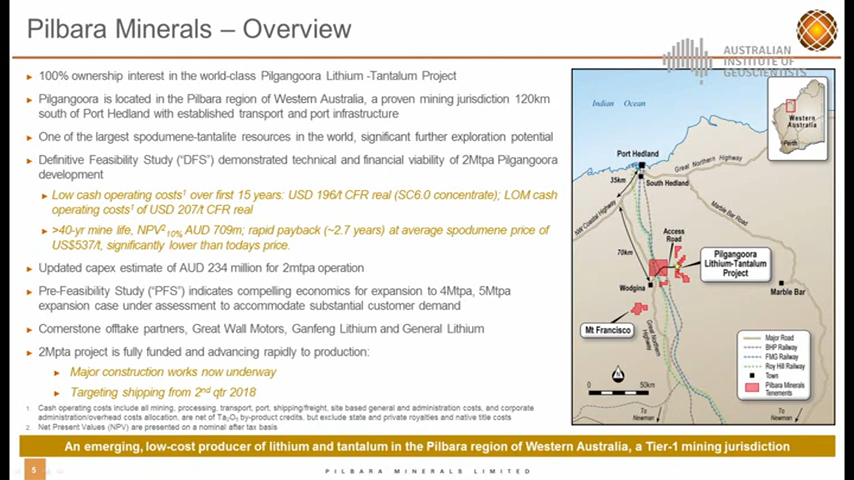 Pilbara Minerals – Overview
AUSTRALIAN
INSTITUTE OF
GEOSCIENTISTS
► 100% ownership interest in the world-class Pilgangoora Lithium -Tantalum Project
► Pilgangoora is located in the Pilbara region of Western Australia, a proven mining jurisdiction 120km
south of Port Hedland with established transport and port infrastructure
► One of the largest spodumene-tantalite resources in the world, significant further exploration potential
► Definitive Feasibility Study ("DFS") demonstrated technical and financial viability of 2Mtpa Pilgangoora
development
► Low cash operating costs¹ over first 15 years: USD 196/t CFR real (SC6.0 concentrate); LOM cash
operating costs¹ of USD 207/t CFR real
► >40-yr mine life, NPV²10% AUD 709m; rapid payback (~2.7 years) at average spodumene price of
US$537/t, significantly lower than todays price.
► Updated capex estimate of AUD 234 million for 2mtpa operation
► Pre-Feasibility Study ("PFS") indicates compelling economics for expansion to 4Mtpa, 5Mtpa
expansion case under assessment to accommodate substantial customer demand
► Cornerstone offtake partners, Great Wall Motors, Ganfeng Lithium and General Lithium
► 2Mpta project is fully funded and advancing rapidly to production:
► Major construction works now underway
► Targeting shipping from 2nd qtr 2018
1. Cash operating costs include all mining, processing, transport, port, shipping/freight, site based general and administration costs, and corporate
administration/overhead costs allocation, are net of Ta₂O₅ by-product credits, but exclude state and private royalties and native title costs
2. Net Present Values (NPV) are presented on a nominal after tax basis
Indian Ocean
Western
Australia
Perth
Port Hedland
Great Northern Highway
35km
South Hedland
NW Coastal Highway
Marble Bar Road
Access
Road
70km
Pilgangoora
Lithium-Tantalum
Project
Wodgina
Marble Bar
Mt Francisco
Great Northern
Highway
Major Road
BHP Railway
FMG Railway
Roy Hill Railway
Town
Pilbara Minerals
Tenements
N
0 50km
To
Newman
To
Newman
An emerging, low-cost producer of lithium and tantalum in the Pilbara region of Western Australia, a Tier-1 mining jurisdiction
5
PILBARA MINERALS LIMITED